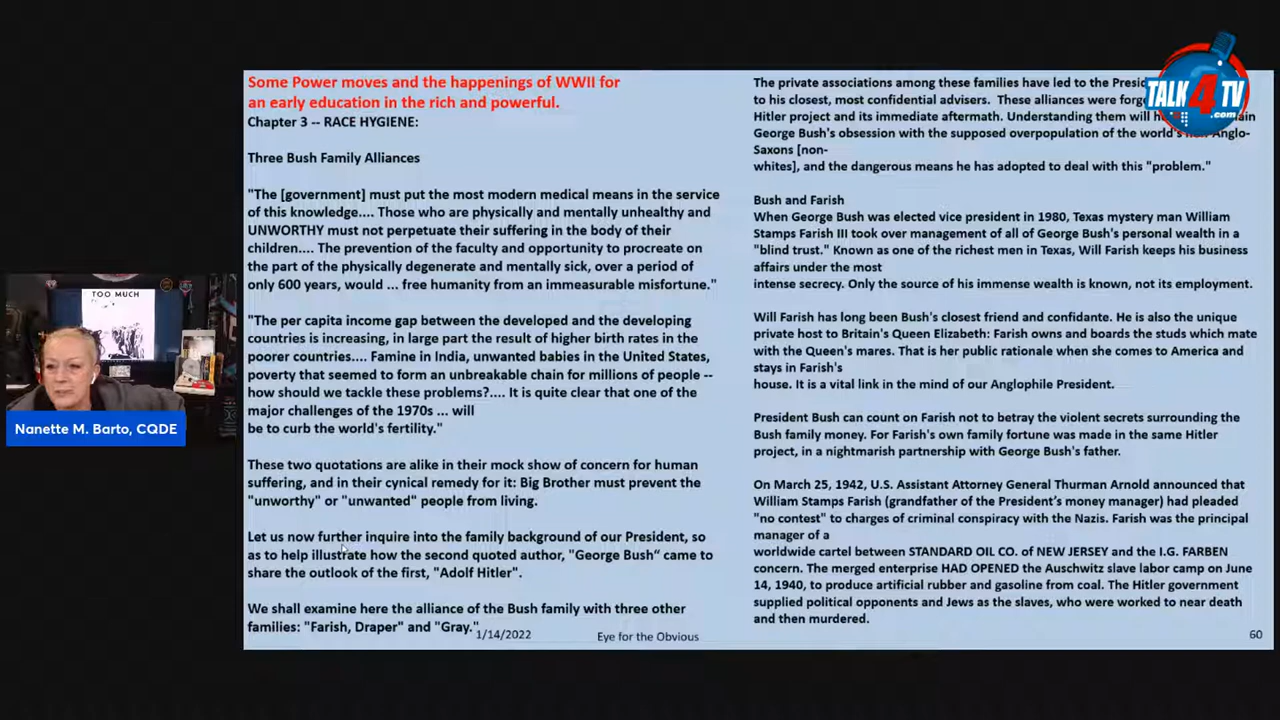 Some Power moves and the happenings of WWII for
an early education in the rich and powerful.
Chapter 3 -- RACE HYGIENE:
Three Bush Family Alliances
"The [government] must put the most modern medical means in the service
of this knowledge.... Those who are physically and mentally unhealthy and
UNWORTHY must not perpetuate their suffering in the body of their
children.... The prevention of the faculty and opportunity to procreate on
the part of the physically degenerate and mentally sick, over a period of
only 600 years, would ... free humanity from an immeasurable misfortune."
"The per capita income gap between the developed and the developing
countries is increasing, in large part the result of higher birth rates in the
poorer countries.... Famine in India, unwanted babies in the United States,
poverty that seemed to form an unbreakable chain for millions of people --
how should we tackle these problems?.... It is quite clear that one of the
major challenges of the 1970s ... will
be to curb the world's fertility."
These two quotations are alike in their mock show of concern for human
suffering, and in their cynical remedy for it: Big Brother must prevent the
"unworthy" or "unwanted" people from living.
Let us now further inquire into the family background of our President, so
as to help illustrate how the second quoted author, "George Bush“ came to
share the outlook of the first, "Adolf Hitler".
We shall examine here the alliance of the Bush family with three other
families: "Farish, Draper" and "Gray."
The private associations among these families have led to the
to his closest, most confidential advisers. These alliances were
Hitler project and its immediate aftermath. Understanding them will
George Bush's obsession with the supposed overpopulation of the world's Anglo-
Saxons [non-
whites], and the dangerous means he has adopted to deal with this "problem."
Bush and Farish
When George Bush was elected vice president in 1980, Texas mystery man William
Stamps Farish III took over management of all of George Bush's personal wealth in a
"blind trust." Known as one of the richest men in Texas, Will Farish keeps his business
affairs under the most
intense secrecy. Only the source of his immense wealth is known, not its employment.
Will Farish has long been Bush's closest friend and confidante. He is also the unique
private host to Britain's Queen Elizabeth: Farish owns and boards the studs which mate
with the Queen's mares. That is her public rationale when she comes to America and
stays in Farish's
house. It is a vital link in the mind of our Anglophile President.
President Bush can count on Farish not to betray the violent secrets surrounding the
Bush family money. For Farish's own family fortune was made in the same Hitler
project, in a nightmarish partnership with George Bush's father.
On March 25, 1942, U.S. Assistant Attorney General Thurman Arnold announced that
William Stamps Farish (grandfather of the President’s money manager) had pleaded
"no contest" to charges of criminal conspiracy with the Nazis. Farish was the principal
manager of a
worldwide cartel between STANDARD OIL CO. of NEW JERSEY and the I.G. FARBEN
concern. The merged enterprise HAD OPENED the Auschwitz slave labor camp on June
14, 1940, to produce artificial rubber and gasoline from coal. The Hitler government
supplied political opponents and Jews as the slaves, who were worked to near death
and then murdered.
1/14/2022
Eye for the Obvious
60
TALK 4 TV
.com
TOO MUCH
Nanette M. Barto, CQDE